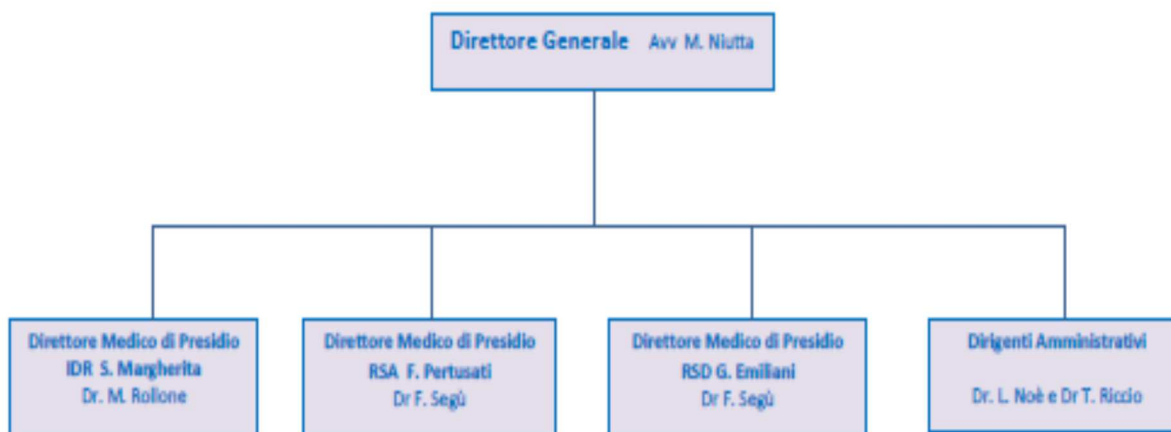 Direttore Generale Avv M. Niutta
Direttore Medico di Presidio
IDR S. Margherita
Dr. M. Rollone
Direttore Medico di Presidio
RSA F. Pertusati
Dr F. Segù
Direttore Medico di Presidio
RSD G. Emiliani
Dr F. Segù
Dirigenti Amministrativi
Dr. L. Noè e Dr T. Riccio